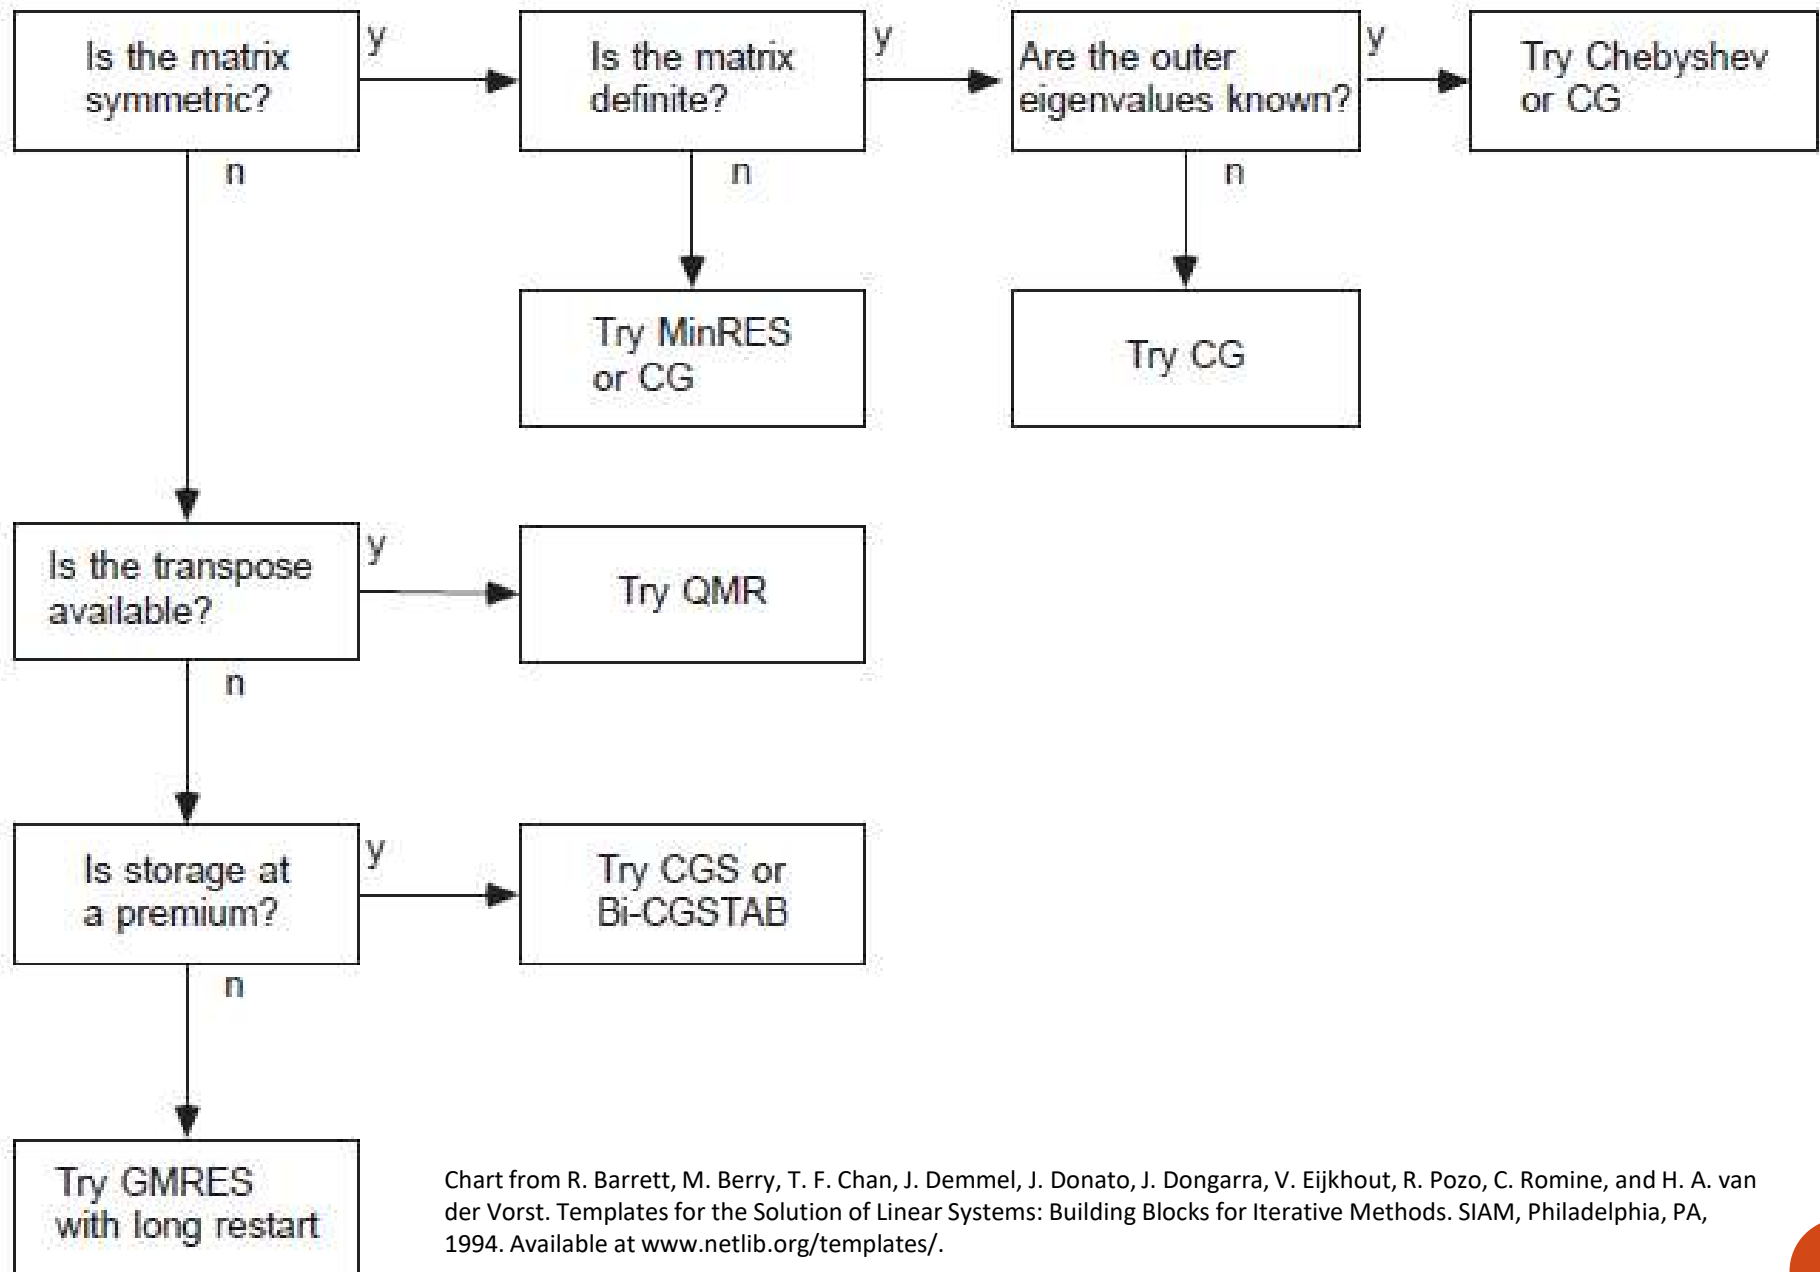 Is the matrix
symmetric?
y
Is the matrix
definite?
y
Are the outer
eigenvalues known?
y
Try Chebyshev
or CG
n
n
n
Try MinRES
or CG
Try CG
Is the transpose
available?
y
Try QMR
n
Is storage at
a premium?
y
Try CGS or
Bi-CGSTAB
n
Try GMRES
with long restart
Chart from R. Barrett, M. Berry, T. F. Chan, J. Demmel, J. Donato, J. Dongarra, V. Eijkhout, R. Pozo, C. Romine, and H. A. van
der Vorst. Templates for the Solution of Linear Systems: Building Blocks for Iterative Methods. SIAM, Philadelphia, PA,
1994. Available at www.netlib.org/templates/.